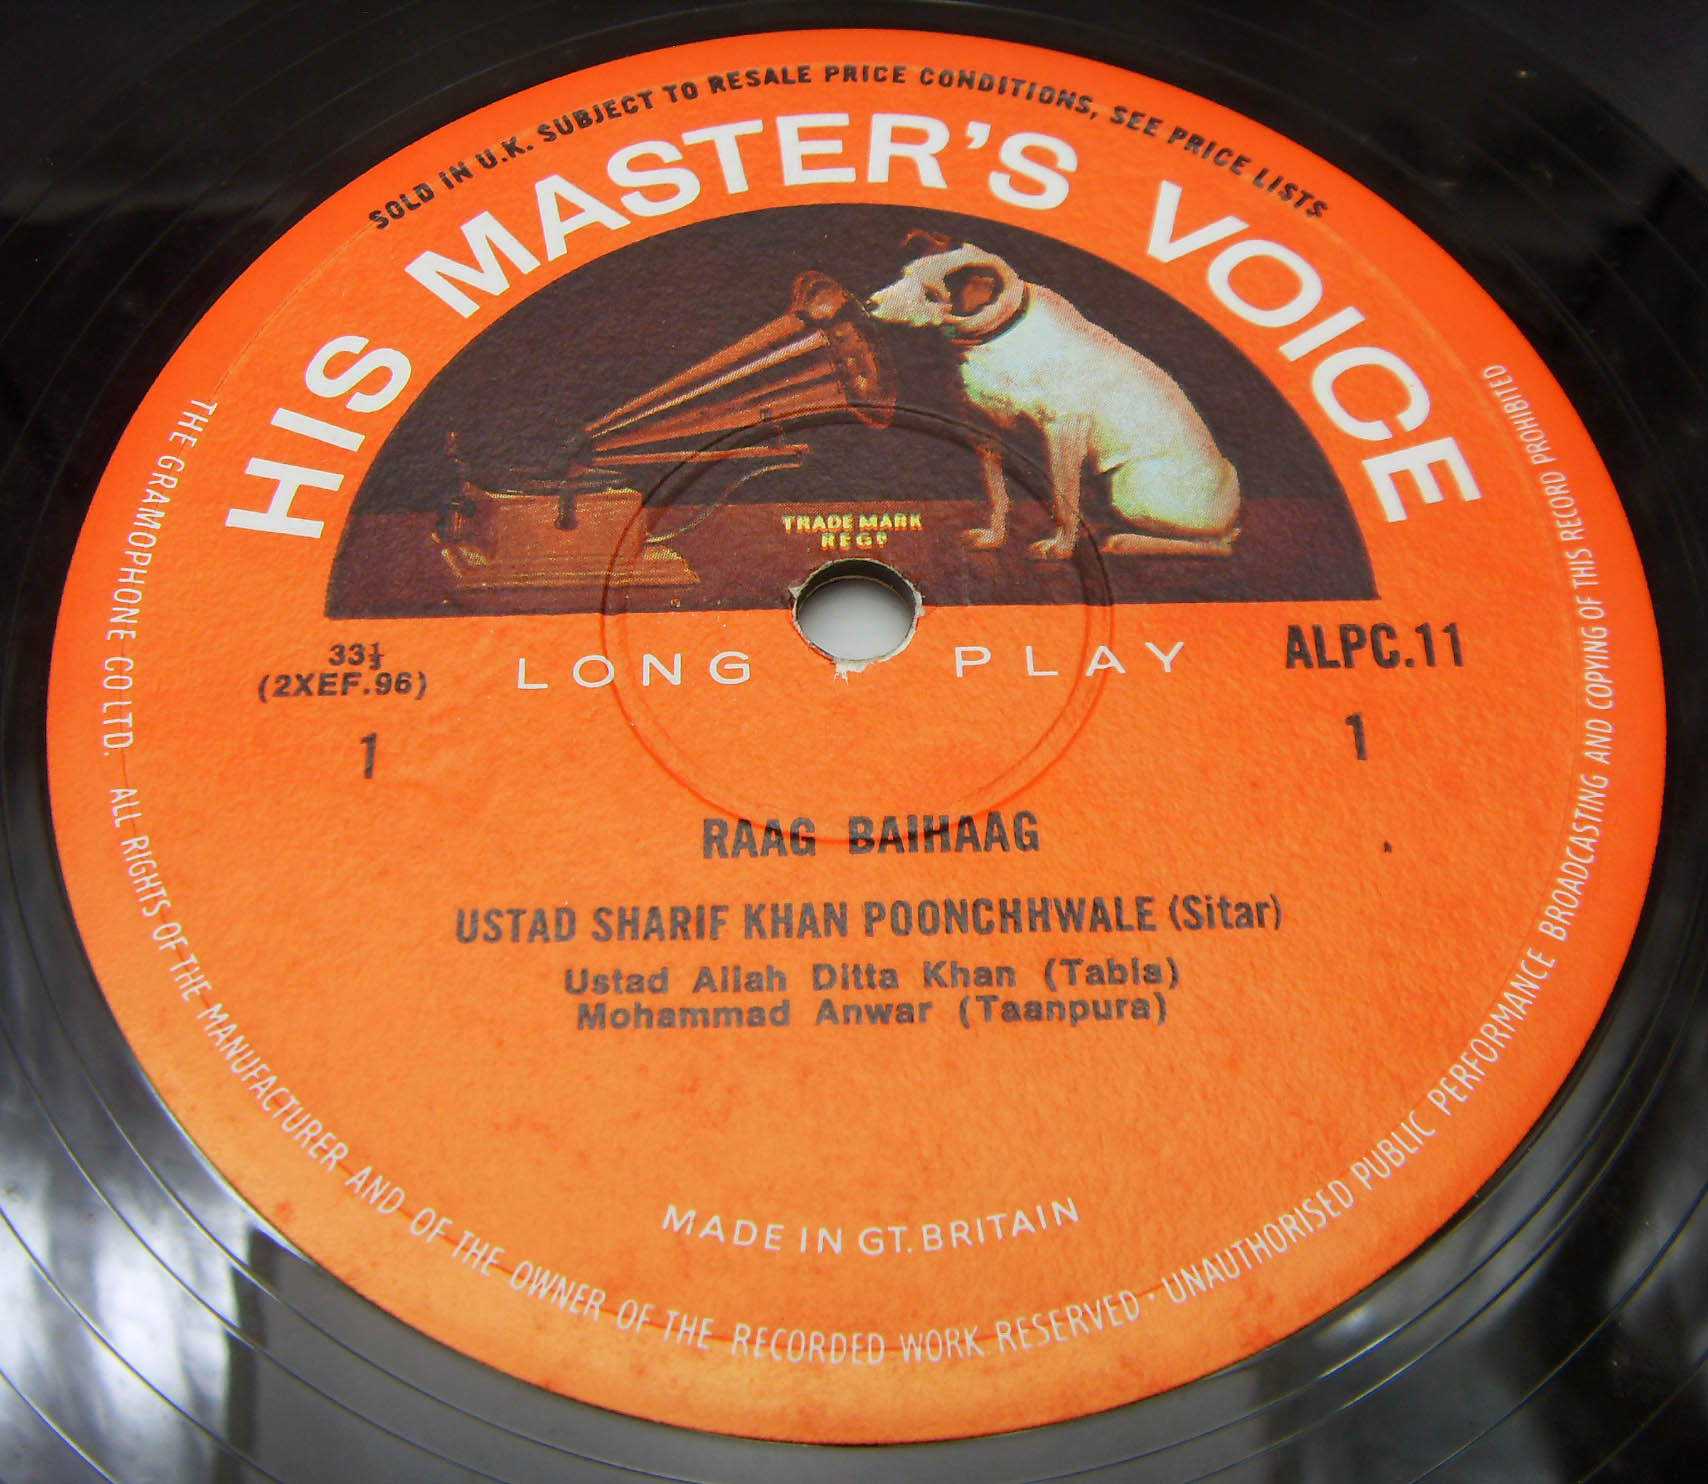 SOLD IN U.K. SUBJECT TO RESALE PRICE CONDITIONS, SEE PRICE LISTS
HIS MASTER'S VOICE
TRADE MARK
REGD
33⅓
(2XEF.96)
LONG PLAY
ALPC.11
1
1
RAAG BAIHAAG
USTAD SHARIF KHAN POONCHHWALE (Sitar)
Ustad Allah Ditta Khan (Tabla)
Mohammad Anwar (Taanpura)
MADE IN GT. BRITAIN
THE GRAMOPHONE CO LTD. ALL RIGHTS OF THE MANUFACTURER AND OF THE OWNER OF THE RECORDED WORK RESERVED · UNAUTHORISED PUBLIC PERFORMANCE BROADCASTING AND COPYING OF THIS RECORD PROHIBITED